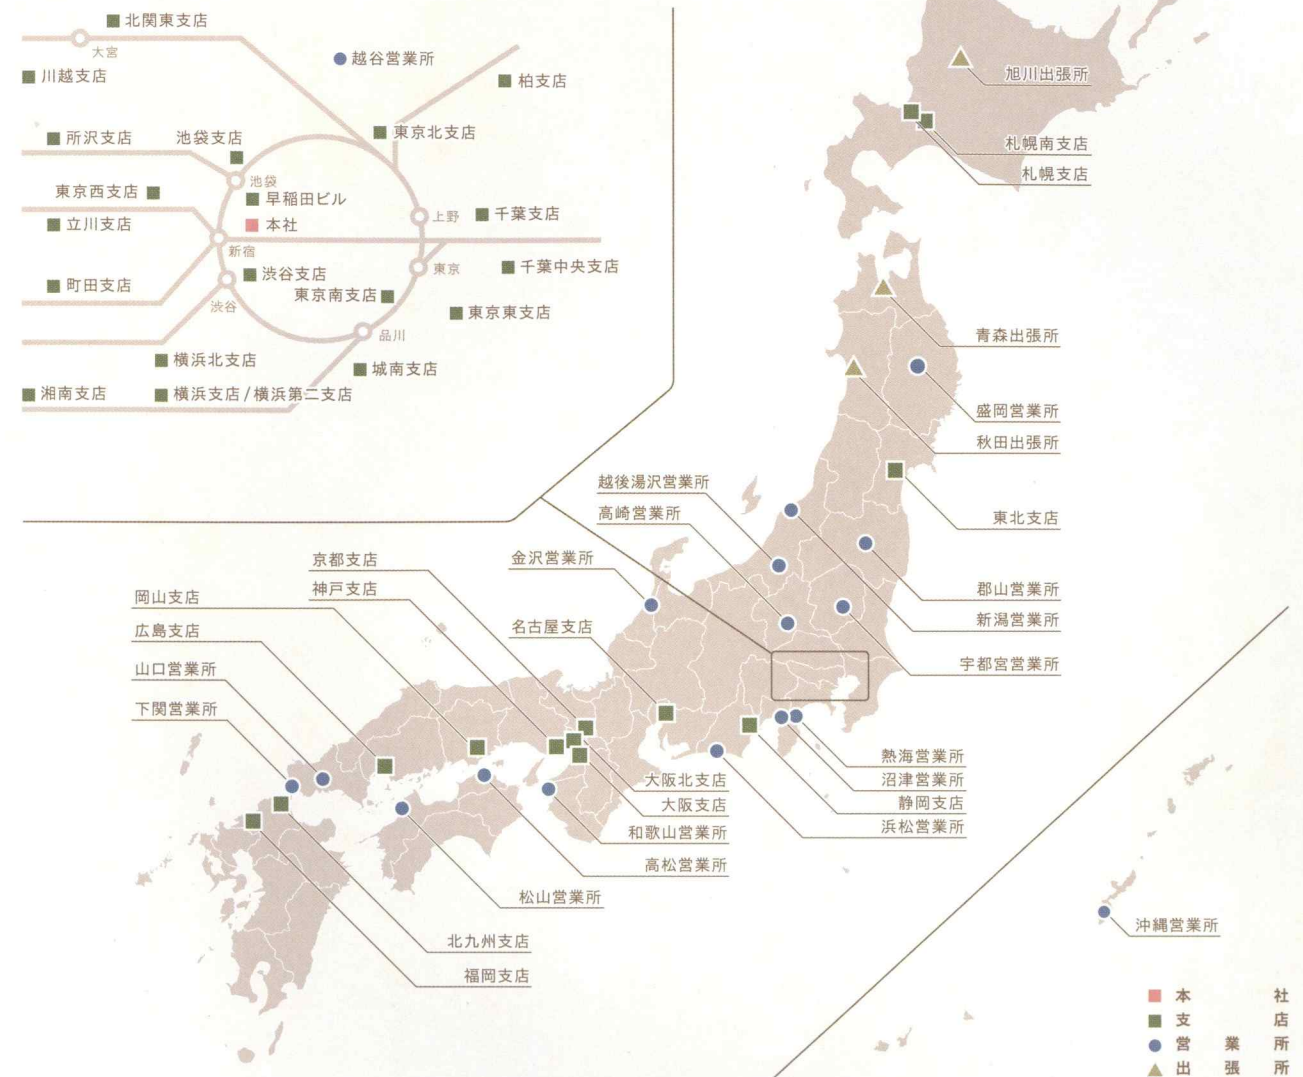 北関東支店
大宮
越谷営業所
川越支店
柏支店
所沢支店
池袋支店
東京北支店
池袋
東京西支店
早稲田ビル
上野
千葉支店
立川支店
本社
新宿
東京
千葉中央支店
渋谷支店
町田支店
東京南支店
渋谷
東京東支店
品川
横浜北支店
城南支店
湘南支店
横浜支店/横浜第二支店
旭川出張所
札幌南支店
札幌支店
青森出張所
盛岡営業所
秋田出張所
東北支店
越後湯沢営業所
高崎営業所
金沢営業所
京都支店
神戸支店
岡山支店
名古屋支店
広島支店
山口営業所
下関営業所
郡山営業所
新潟営業所
宇都宮営業所
熱海営業所
沼津営業所
静岡支店
浜松営業所
大阪北支店
大阪支店
和歌山営業所
高松営業所
松山営業所
北九州支店
福岡支店
沖縄営業所
本社
支店
営業所
出張所